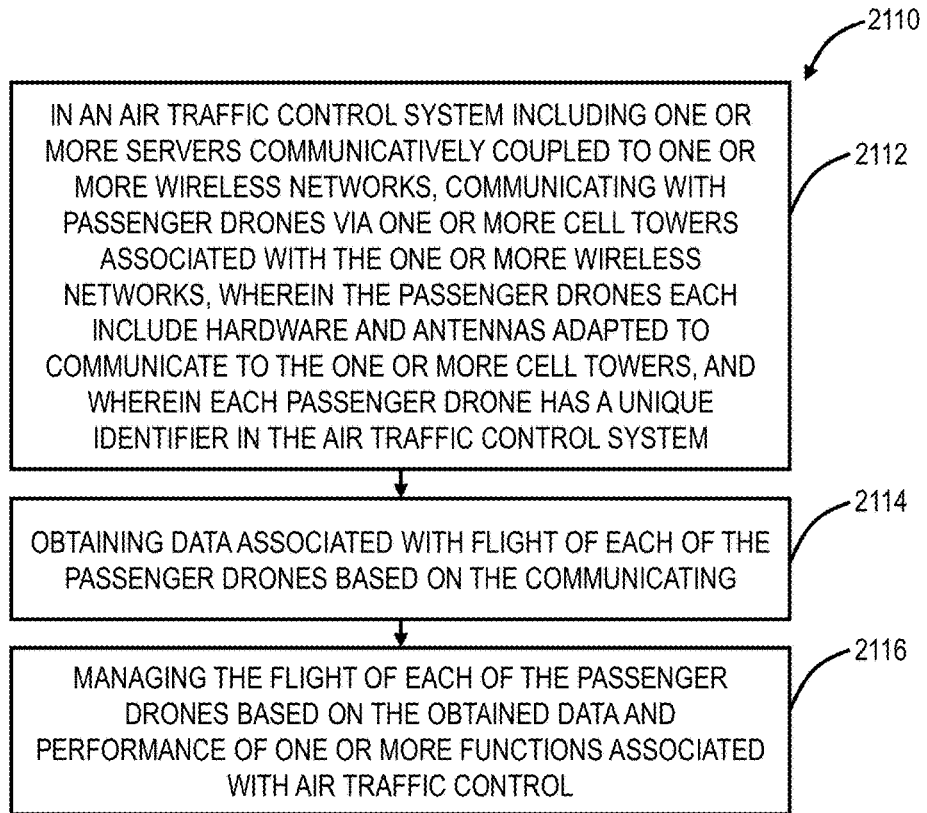 2110
IN AN AIR TRAFFIC CONTROL SYSTEM INCLUDING ONE OR
MORE SERVERS COMMUNICATIVELY COUPLED TO ONE OR
MORE WIRELESS NETWORKS, COMMUNICATING WITH
PASSENGER DRONES VIA ONE OR MORE CELL TOWERS
ASSOCIATED WITH THE ONE OR MORE WIRELESS
NETWORKS, WHEREIN THE PASSENGER DRONES EACH
INCLUDE HARDWARE AND ANTENNAS ADAPTED TO
COMMUNICATE TO THE ONE OR MORE CELL TOWERS, AND
WHEREIN EACH PASSENGER DRONE HAS A UNIQUE
IDENTIFIER IN THE AIR TRAFFIC CONTROL SYSTEM
2112
OBTAINING DATA ASSOCIATED WITH FLIGHT OF EACH OF THE
PASSENGER DRONES BASED ON THE COMMUNICATING
2114
MANAGING THE FLIGHT OF EACH OF THE PASSENGER
DRONES BASED ON THE OBTAINED DATA AND
PERFORMANCE OF ONE OR MORE FUNCTIONS ASSOCIATED
WITH AIR TRAFFIC CONTROL
2116